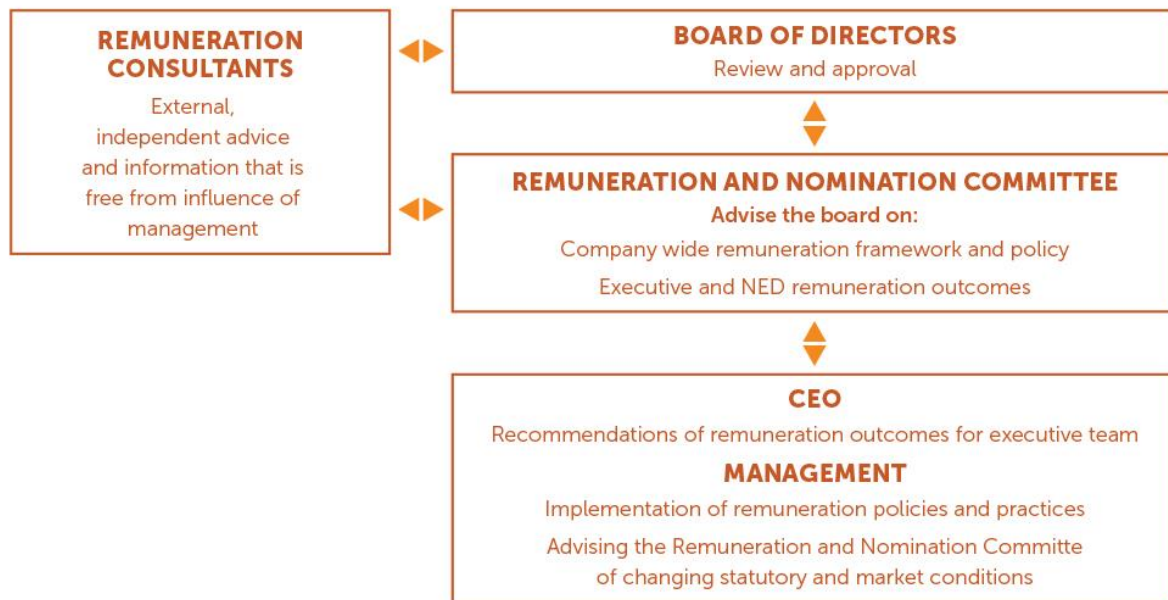 REMUNERATION
CONSULTANTS
External,
independent advice
and information that is
free from influence of
management
BOARD OF DIRECTORS
Review and approval
REMUNERATION AND NOMINATION COMMITTEE
Advise the board on:
Company wide remuneration framework and policy
Executive and NED remuneration outcomes
CEO
Recommendations of remuneration outcomes for executive team
MANAGEMENT
Implementation of remuneration policies and practices
Advising the Remuneration and Nomination Committe
of changing statutory and market conditions